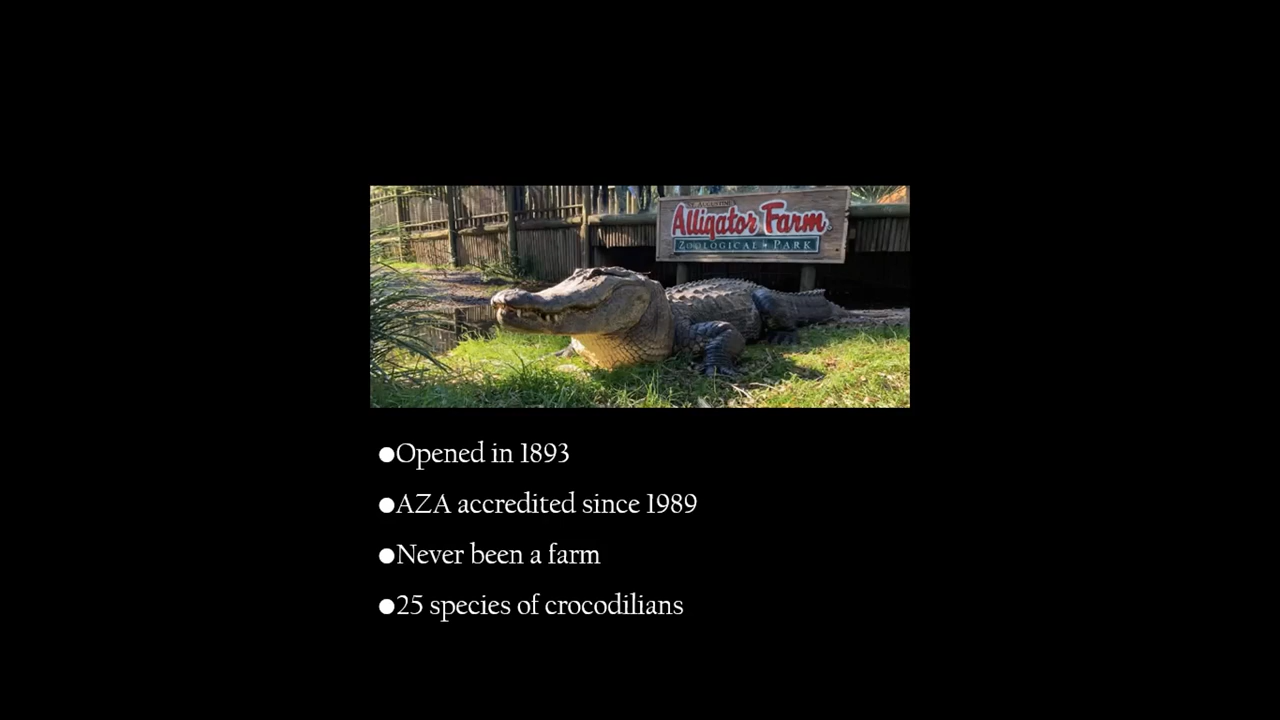 Alligator Farm
Zoological Park
●Opened in 1893
●AZA accredited since 1989
●Never been a farm
●25 species of crocodilians